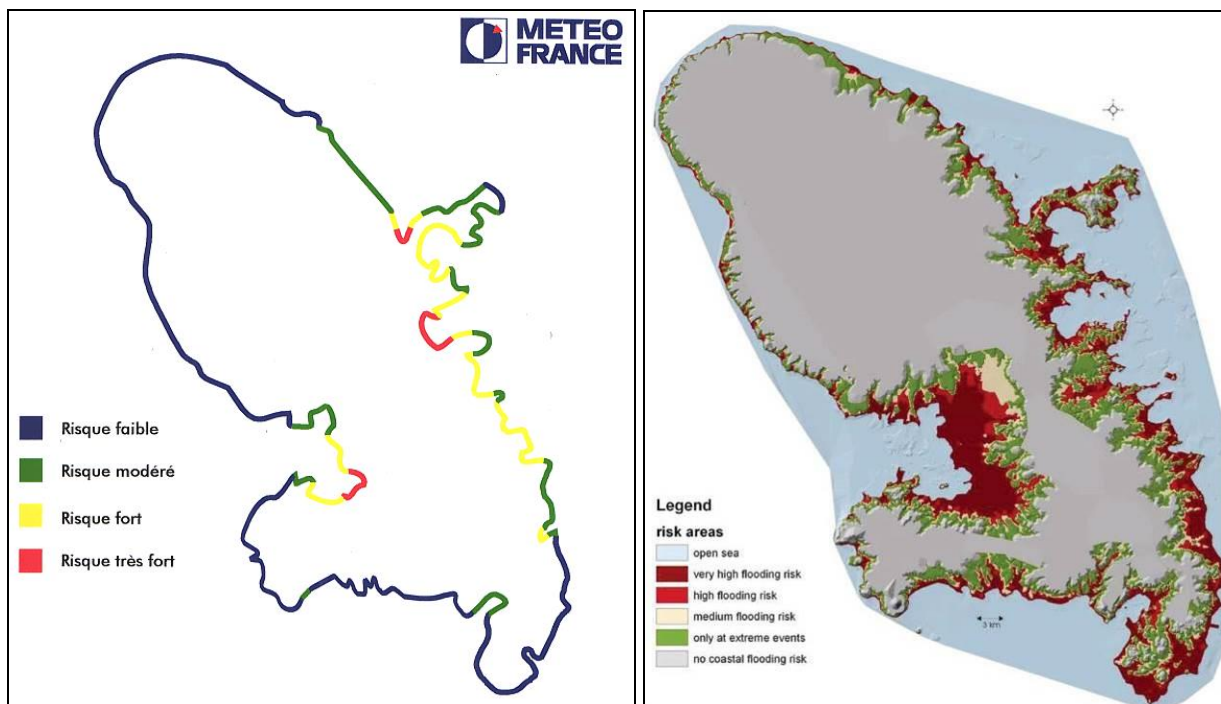 METEO
FRANCE
Risque faible
Risque modéré
Risque fort
Risque très fort
Legend
risk areas
open sea
very high flooding risk
high flooding risk
medium flooding risk
only at extreme events
no coastal flooding risk
3 km